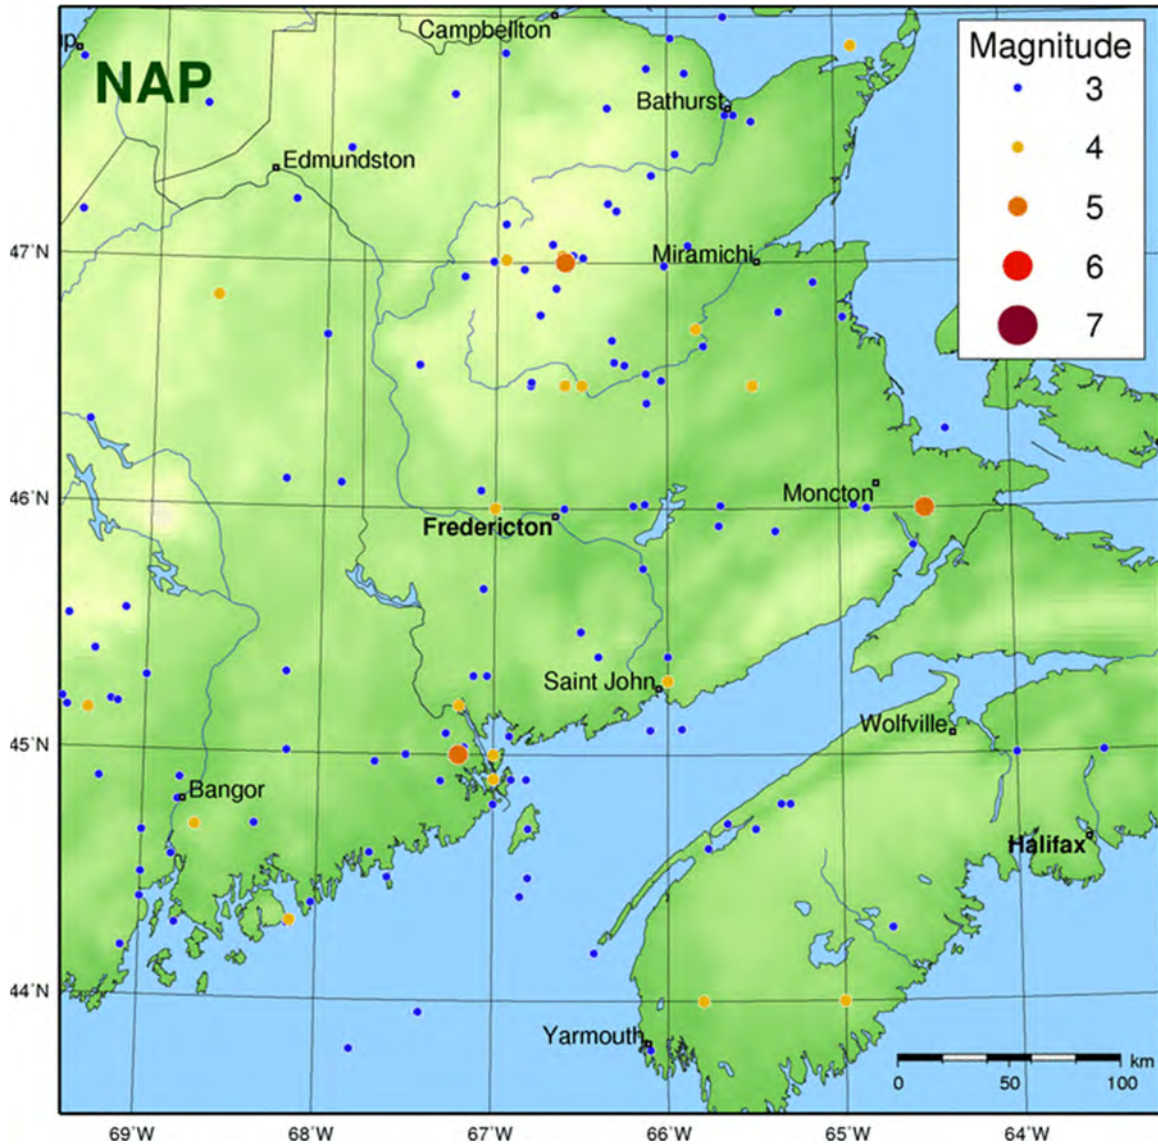 Campbellton
Magnitude
NAP
3
Bathurst
4
Edmundston
5
47°N
Miramichi
6
7
46°N
Moncton
Fredericton
Saint John
Wolfville
45°N
Bangor
Halifax
44°N
Yarmouth
km
0 50 100
69°W 68°W 67°W 66°W 65°W 64°W